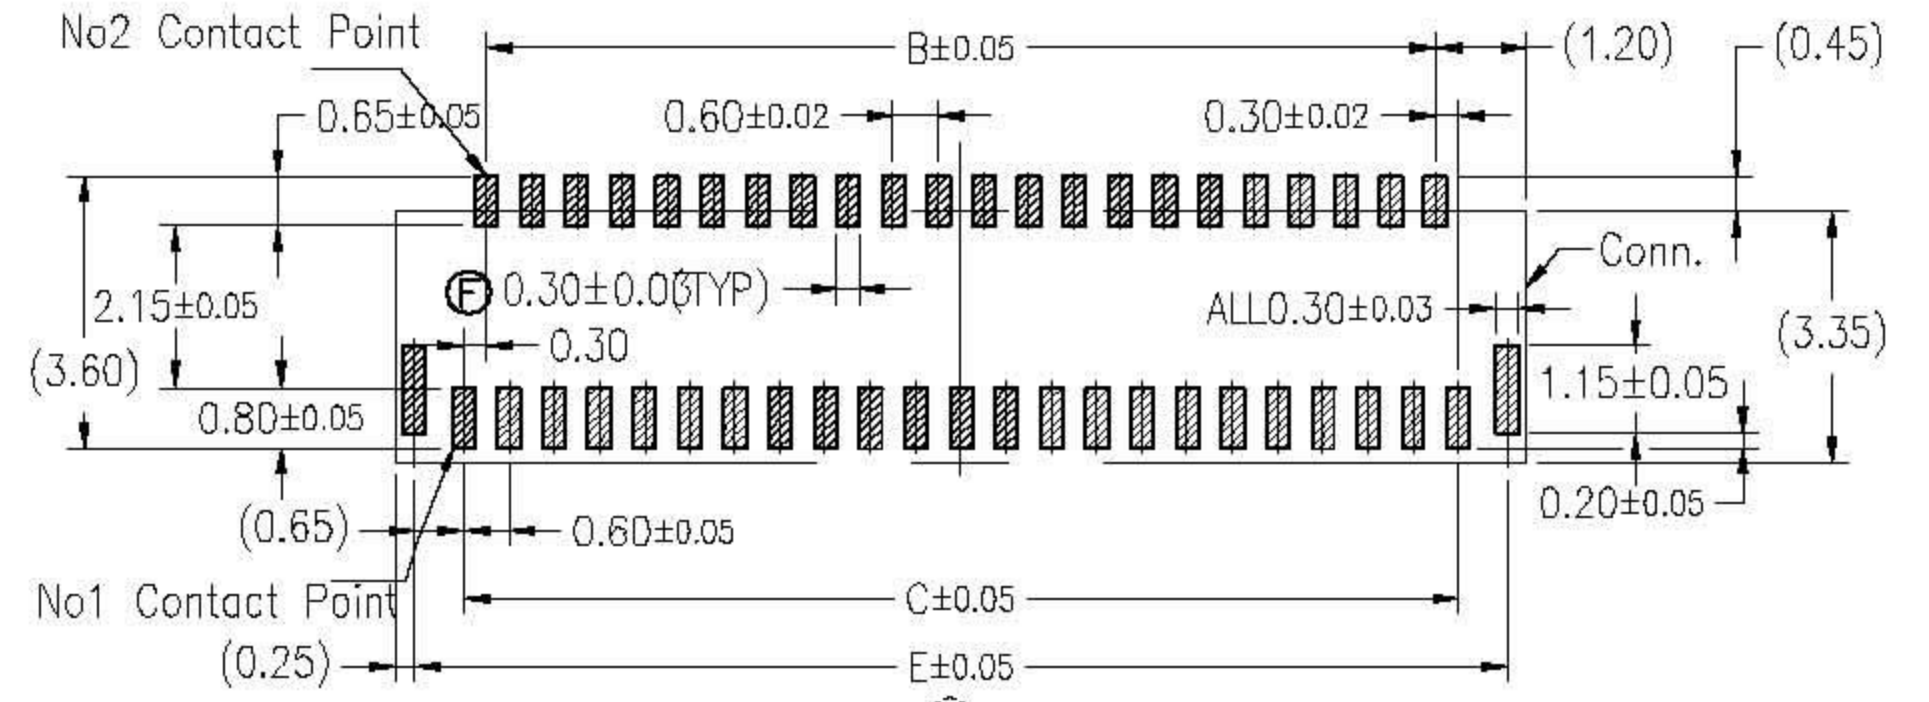 No2 Contact Point
B±0.05
(1.20)
(0.45)
0.65±0.05
0.60±0.02
0.30±0.02
Conn.
F 0.30±0.03(TYP)
2.15±0.05
ALL0.30±0.03
(3.35)
0.30
(3.60)
1.15±0.05
0.80±0.05
0.20±0.05
(0.65)
0.60±0.05
No1 Contact Point
C±0.05
(0.25)
E±0.05